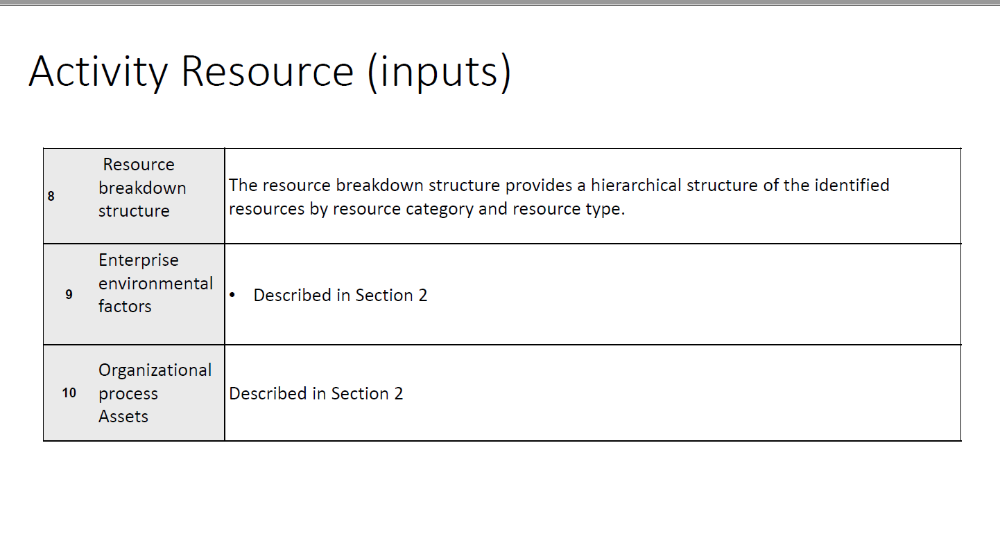 Activity Resource (inputs)
8
Resource
breakdown
structure
The resource breakdown structure provides a hierarchical structure of the identified
resources by resource category and resource type.
9
Enterprise
environmental
factors
• Described in Section 2
10
Organizational
process
Assets
Described in Section 2